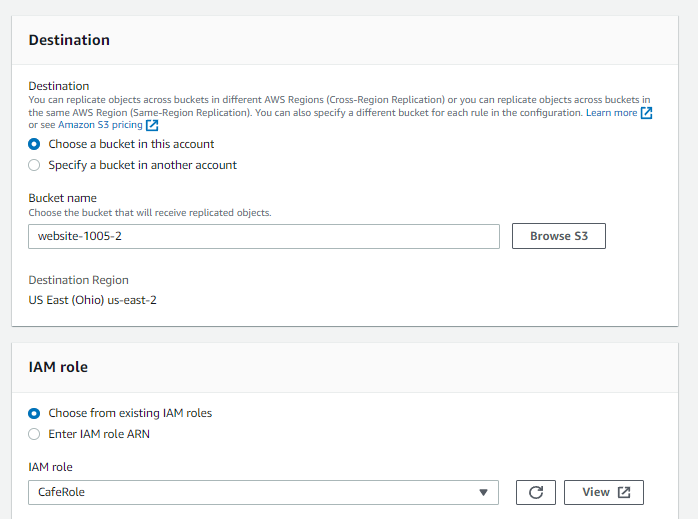 Destination
Destination
You can replicate objects across buckets in different AWS Regions (Cross-Region Replication) or you can replicate objects across buckets in
the same AWS Region (Same-Region Replication). You can also specify a different bucket for each rule in the configuration. Learn more
or see Amazon S3 pricing
Choose a bucket in this account
Specify a bucket in another account
Bucket name
Choose the bucket that will receive replicated objects.
website-1005-2
Browse S3
Destination Region
US East (Ohio) us-east-2
IAM role
Choose from existing IAM roles
Enter IAM role ARN
IAM role
CafeRole
View